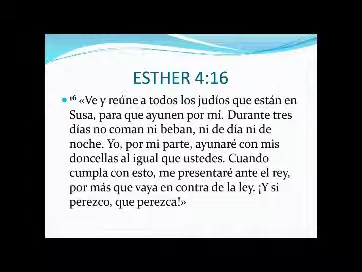 ESTHER 4:16
• ¹⁶ «Ve y reúne a todos los judíos que están en
Susa, para que ayunen por mí. Durante tres
días no coman ni beban, ni de día ni de
noche. Yo, por mi parte, ayunaré con mis
doncellas al igual que ustedes. Cuando
cumpla con esto, me presentaré ante el rey,
por más que vaya en contra de la ley. ¡Y si
perezco, que perezca!»